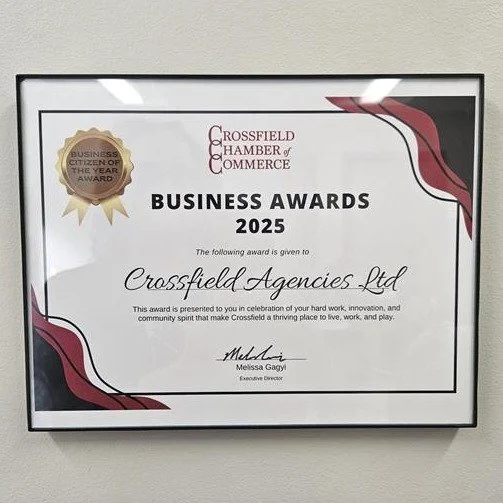 CROSSFIELD
CHAMBER of
COMMERCE
BUSINESS
CITIZEN OF
THE YEAR
AWARD
BUSINESS AWARDS
2025
The following award is given to
Crossfield Agencies Ltd
This award is presented to you in celebration of your hard work, innovation, and
community spirit that make Crossfield a thriving place to live, work, and play.
Melissa Gagyi
Executive Director